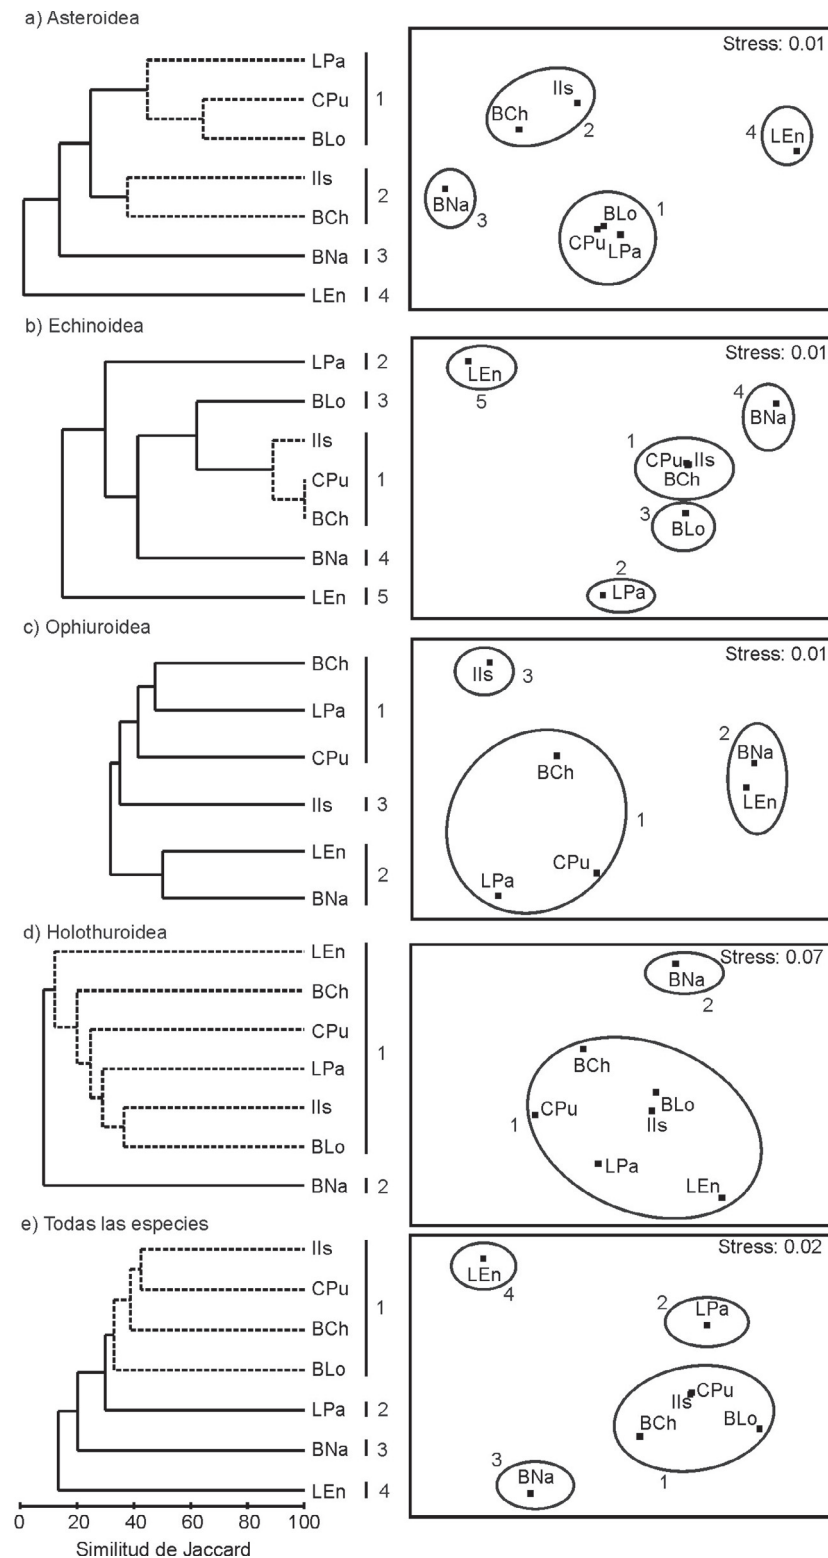 a) Asteroidea
Stress: 0.01
LPa
CPu
BLo
IIs
BCh
BNa
LEn
1
2
3
4
IIs
BCh
2
4
LEn
BNa
3
BLo
1
CPu
LPa
b) Echinoidea
Stress: 0.01
LPa
2
BLo
3
IIs
CPu
1
BCh
BNa
4
LEn
5
LEn
5
4
BNa
1
CPu
IIs
BCh
3
BLo
2
LPa
c) Ophiuroidea
Stress: 0.01
BCh
LPa
1
CPu
IIs
3
LEn
2
BNa
IIs
3
2
BNa
LEn
BCh
1
CPu
LPa
d) Holothuroidea
Stress: 0.07
LEn
BCh
CPu
1
LPa
IIs
BLo
BNa
2
BNa
2
BCh
BLo
CPu
1
IIs
LPa
LEn
e) Todas las especies
Stress: 0.02
IIs
CPu
1
BCh
BLo
LPa
2
BNa
3
LEn
4
LEn
4
2
LPa
CPu
IIs
BCh
BLo
1
3
BNa
0 20 40 60 80 100
Similitud de Jaccard